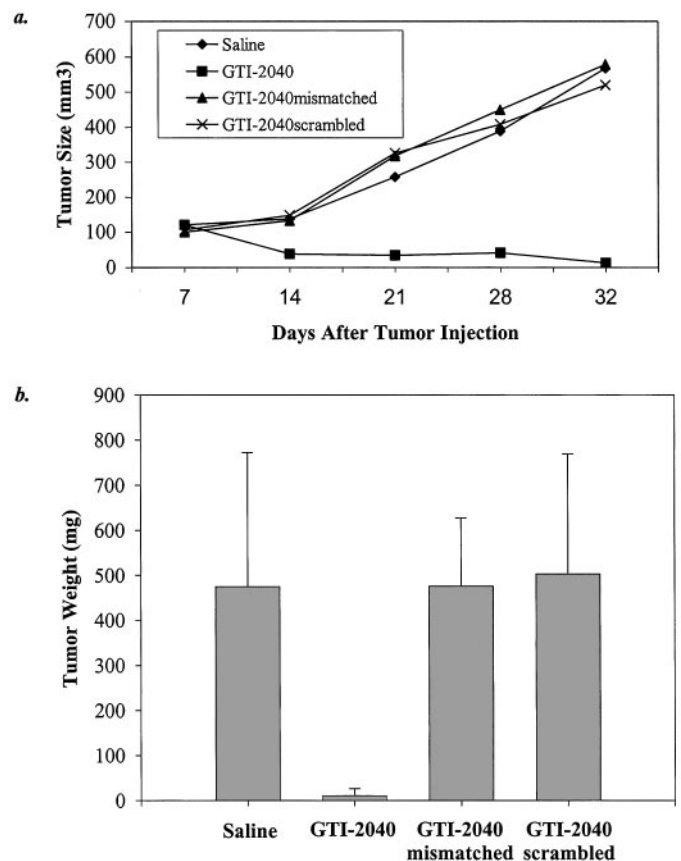 a.
700
600
500
400
300
200
100
0
Tumor Size (mm3)
Saline
GTI-2040
GTI-2040mismatched
GTI-2040scrambled
7 14 21 28 32
Days After Tumor Injection
b.
900
800
700
600
500
400
300
200
100
0
Tumor Weight (mg)
Saline GTI-2040 GTI-2040 GTI-2040
mismatched scrambled